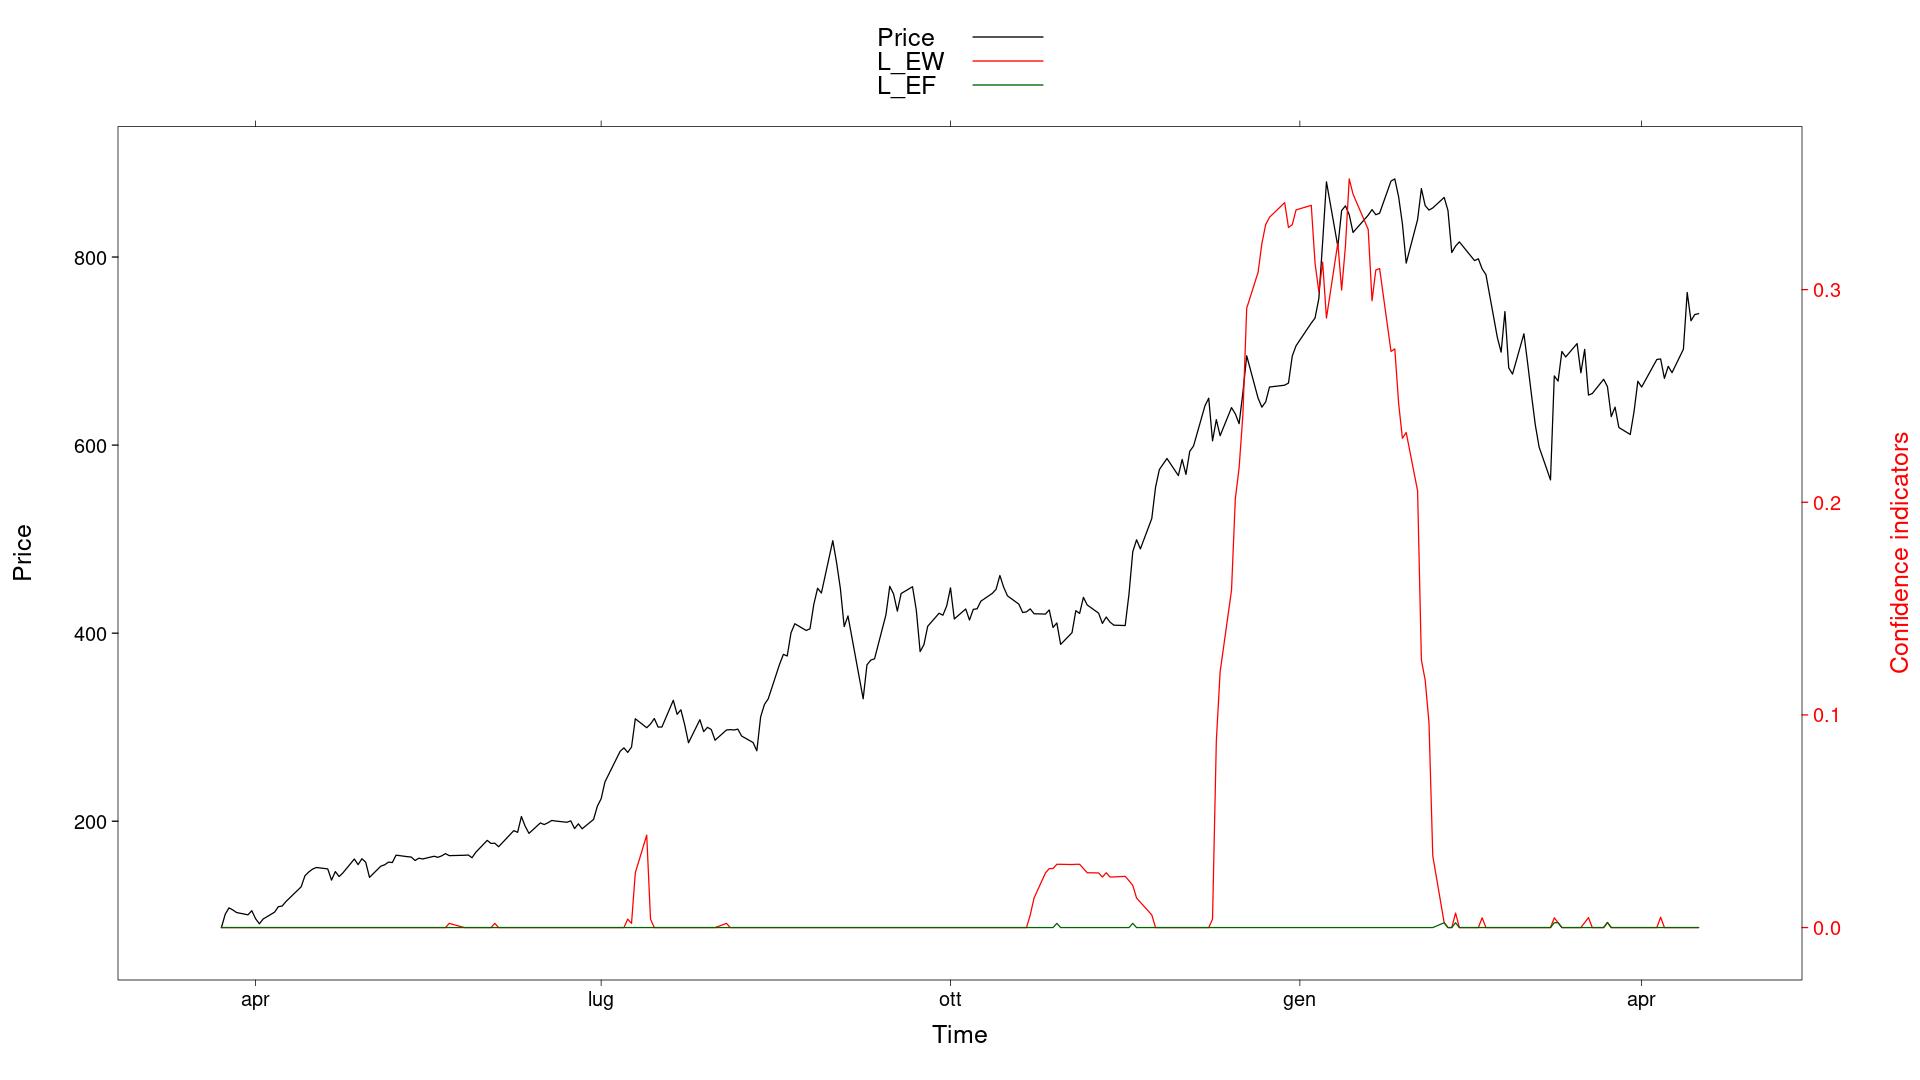 Price
L_EW
L_EF
800
600
400
200
0.3
0.2
0.1
0.0
Price
Confidence indicators
apr
lug
ott
gen
apr
Time